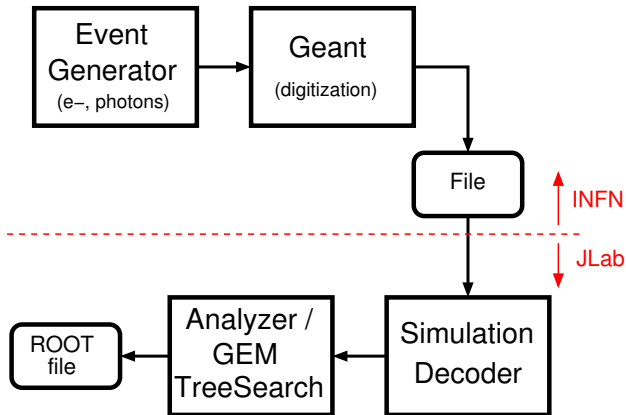 Event
Generator
(e−, photons)
Geant
(digitization)
File
INFN
JLab
Simulation
Decoder
Analyzer /
GEM
TreeSearch
ROOT
file